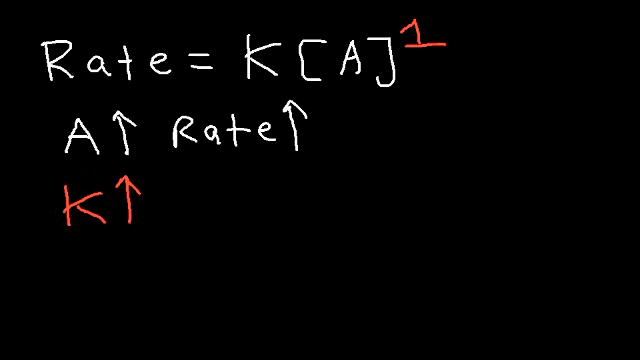 Rate = K[A]¹
A↑ Rate↑
K↑